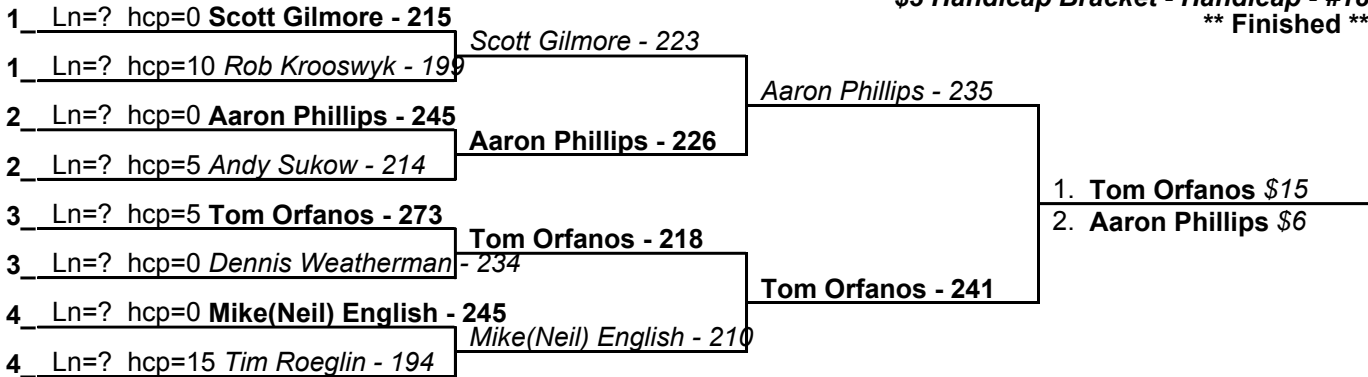 $5 Handicap Bracket - Handicap -
** Finished **
1_ Ln=? hcp=0 Scott Gilmore - 215
1_ Ln=? hcp=10 Rob Krooswyk - 199
2_ Ln=? hcp=0 Aaron Phillips - 245
2_ Ln=? hcp=5 Andy Sukow - 214
3_ Ln=? hcp=5 Tom Orfanos - 273
3_ Ln=? hcp=0 Dennis Weatherman - 234
4_ Ln=? hcp=0 Mike(Neil) English - 245
4_ Ln=? hcp=15 Tim Roeglin - 194
Scott Gilmore - 223
Aaron Phillips - 226
Tom Orfanos - 218
Mike(Neil) English - 210
Aaron Phillips - 235
Tom Orfanos - 241
1. Tom Orfanos $15
2. Aaron Phillips $6